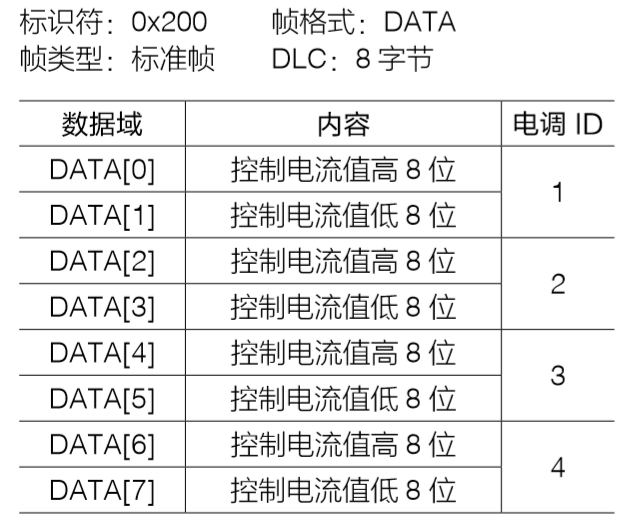 标识符：0x200 帧格式：DATA
帧类型：标准帧 DLC：8 字节
数据域 内容 电调 ID
DATA[0] 控制电流值高 8 位 1
DATA[1] 控制电流值低 8 位
DATA[2] 控制电流值高 8 位 2
DATA[3] 控制电流值低 8 位
DATA[4] 控制电流值高 8 位 3
DATA[5] 控制电流值低 8 位
DATA[6] 控制电流值高 8 位 4
DATA[7] 控制电流值低 8 位